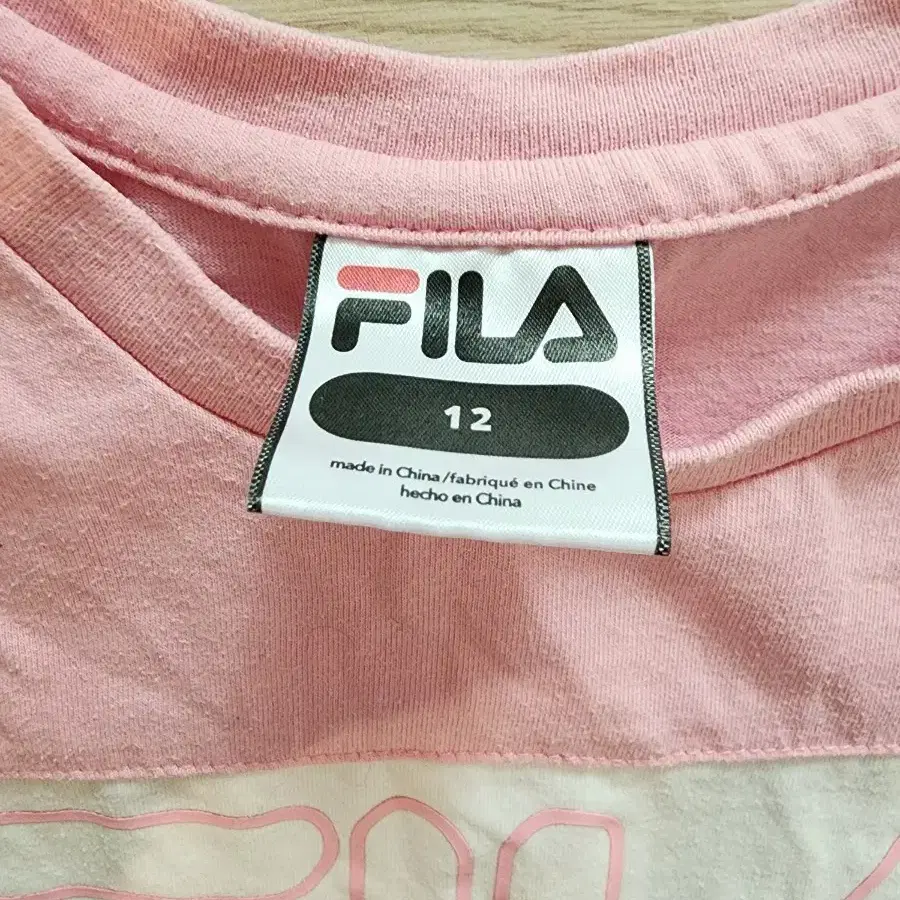 FILA
12
made in China/fabriqué en Chine
hecho en China